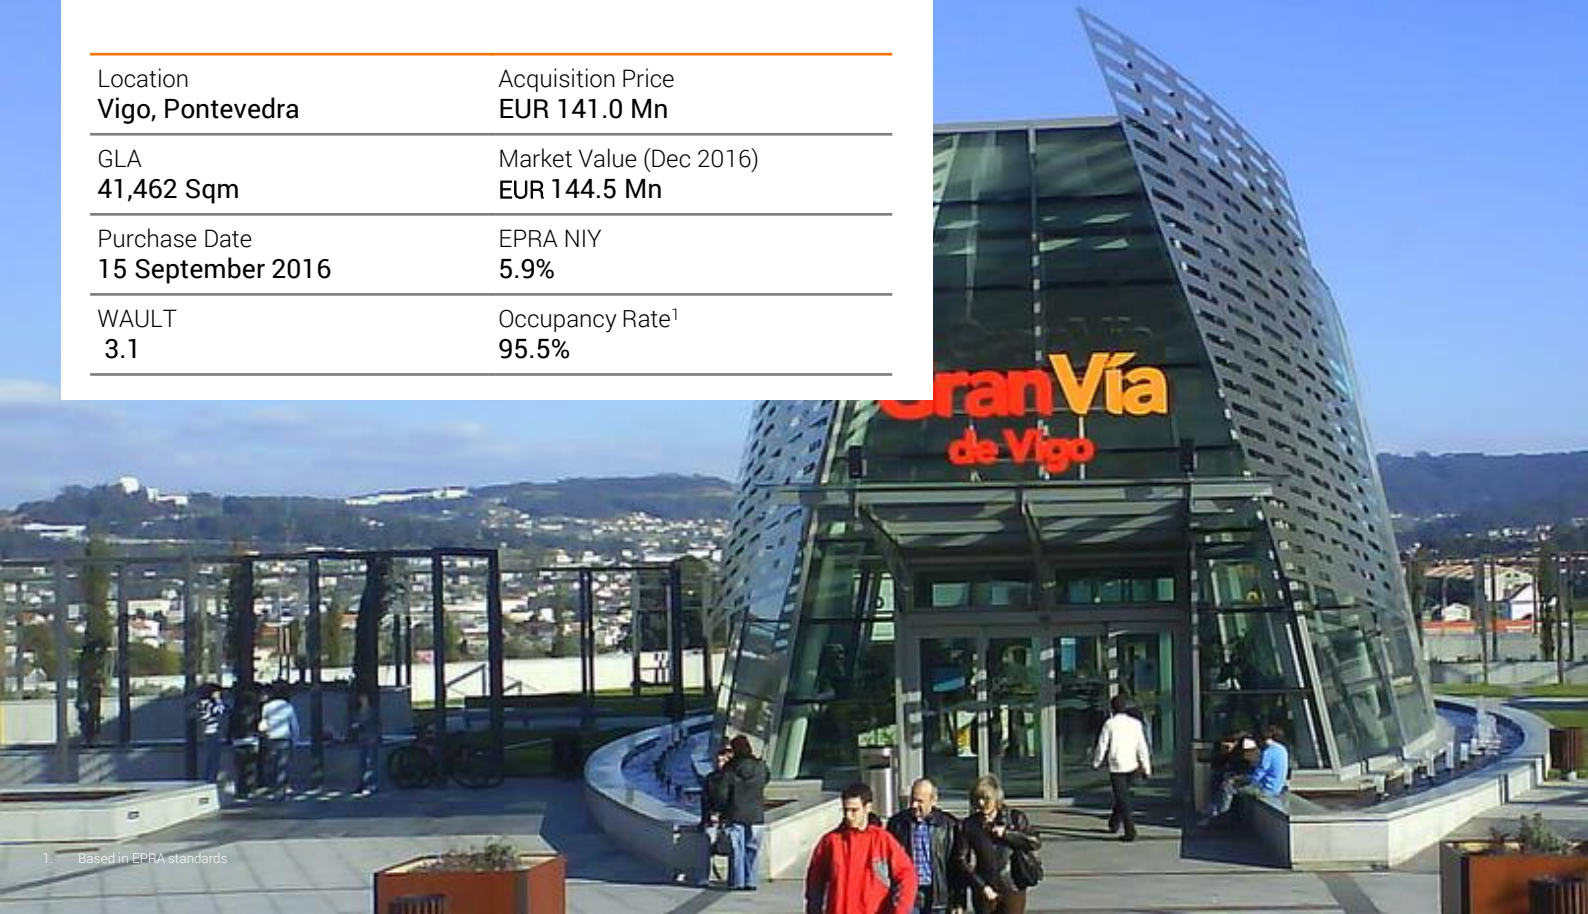 Location
Vigo, Pontevedra
Acquisition Price
EUR 141.0 Mn
GLA
41,462 Sqm
Market Value (Dec 2016)
EUR 144.5 Mn
Purchase Date
15 September 2016
EPRA NIY
5.9%
WAULT
3.1
Occupancy Rate1
95.5%
GranVía
de Vigo
1. Based in EPRA standards